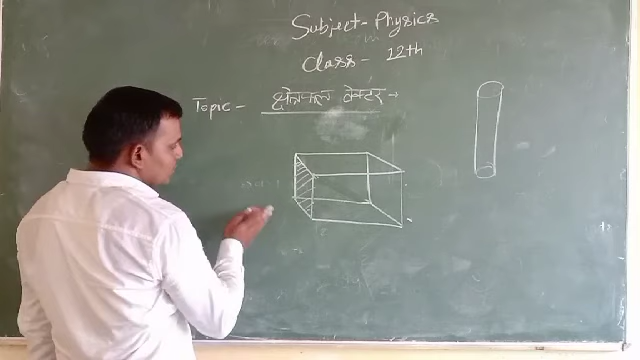 Subject- Physics
Class- 12th
Topic- क्षेत्रफल वेक्टर →